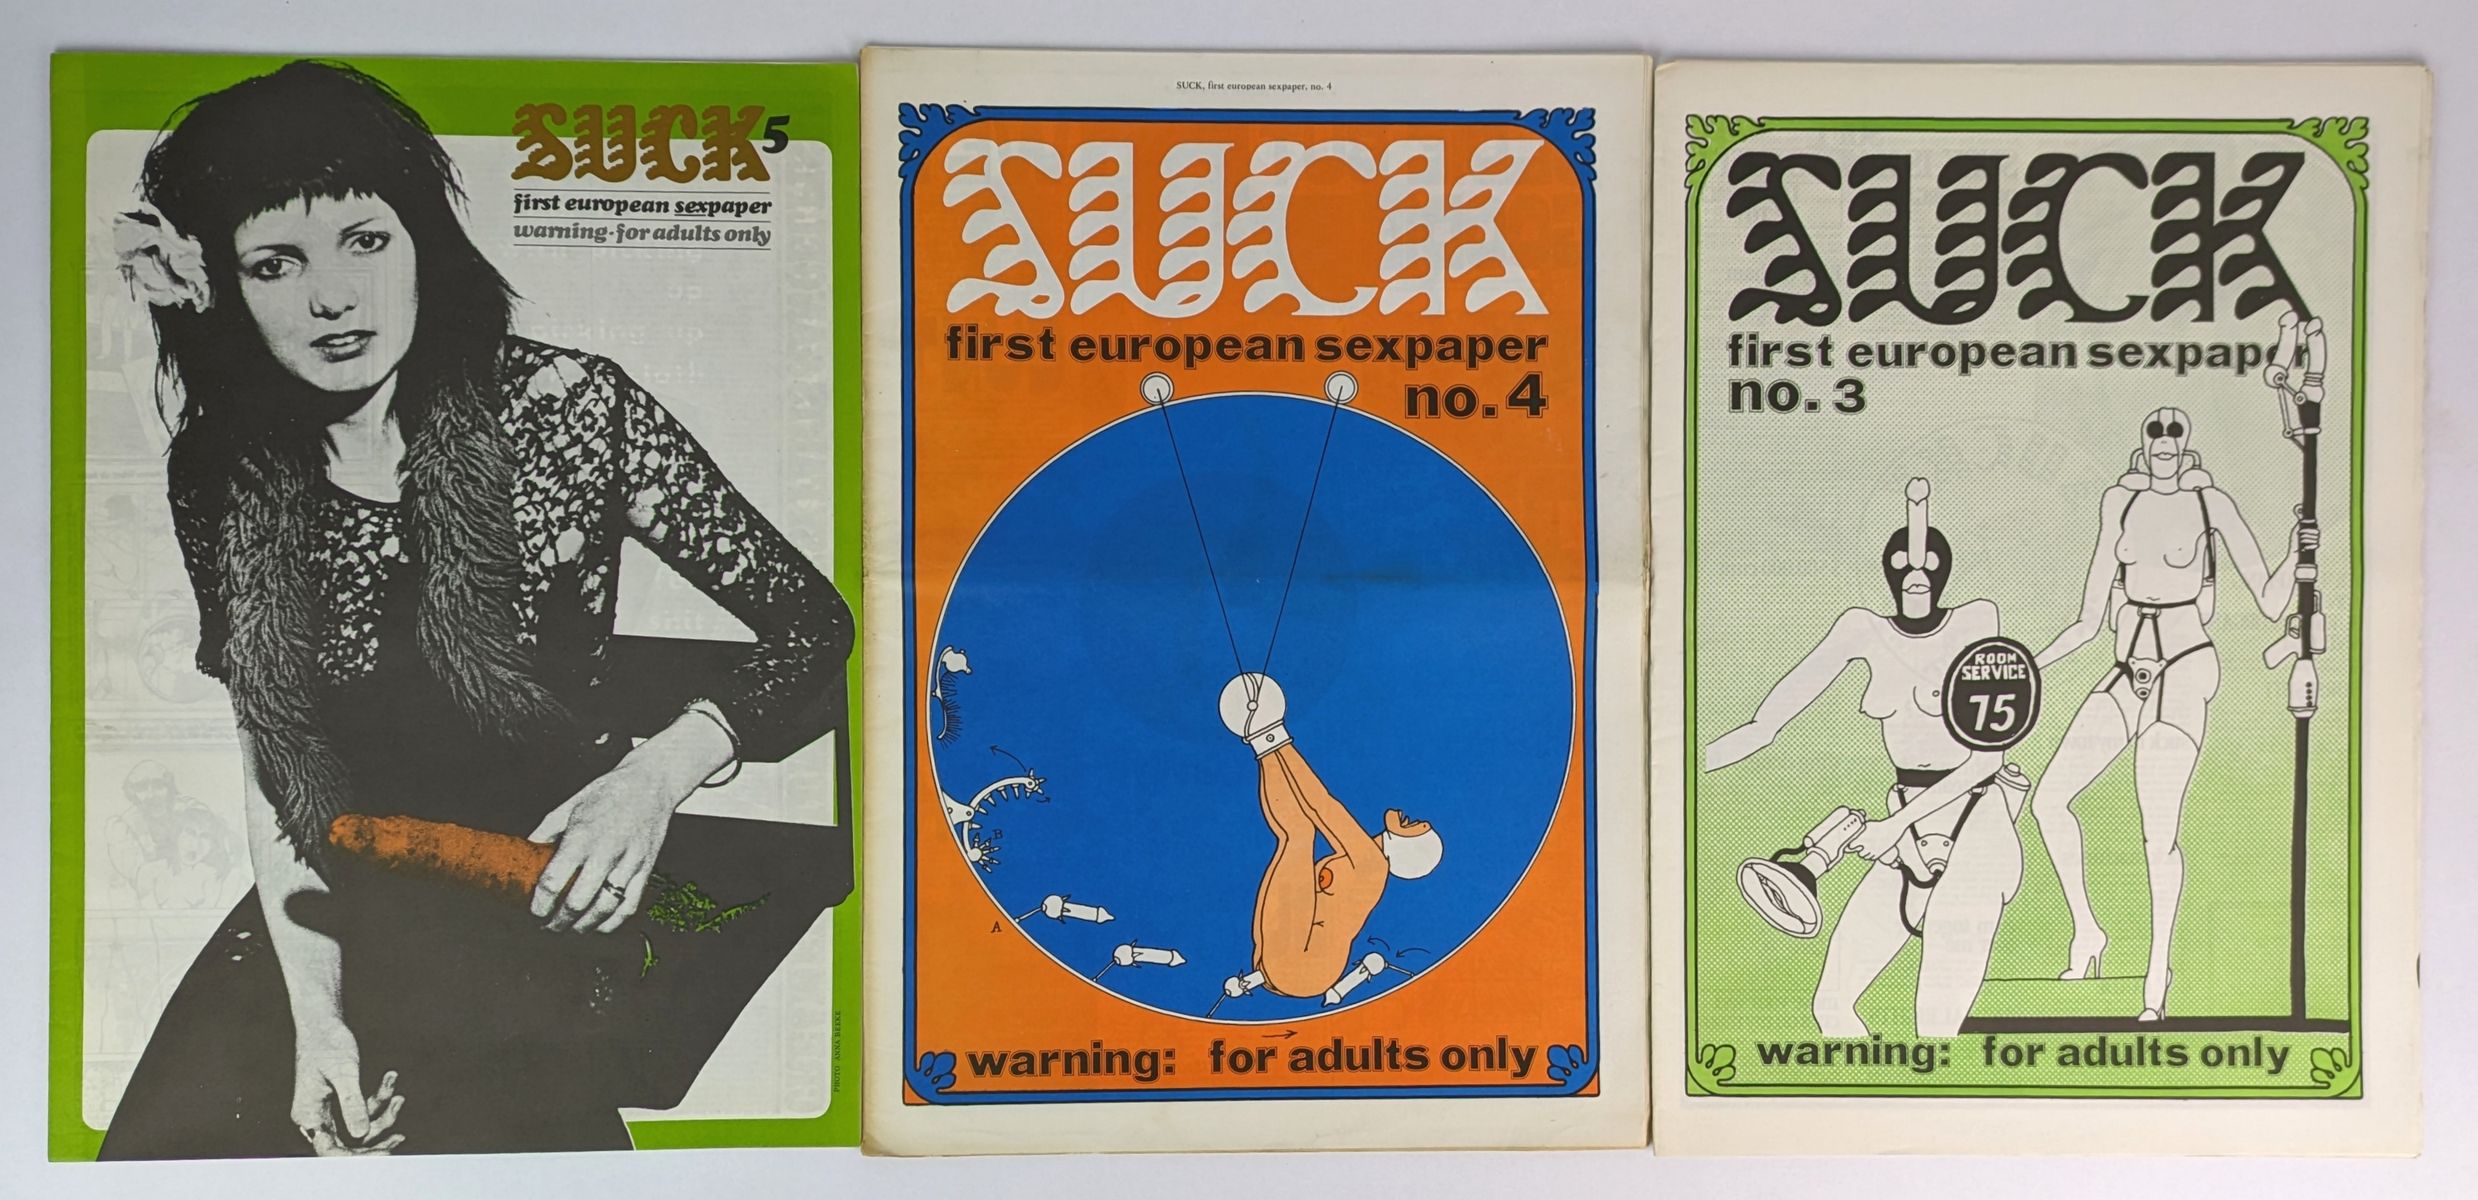 SUCK5
first european sexpaper
warning·for adults only
PHOTO: ANNA BEEKE
SUCK, first european sexpaper, no. 4
SUCK
first european sexpaper
no.4
B
A
warning: for adults only
SUCK
first european sexpaper
no. 3
ROOM
SERVICE
75
warning: for adults only